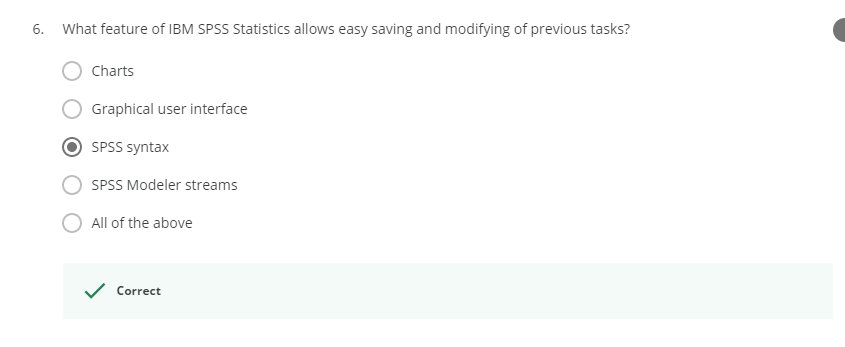 6. What feature of IBM SPSS Statistics allows easy saving and modifying of previous tasks?
Charts
Graphical user interface
SPSS syntax
SPSS Modeler streams
All of the above
Correct